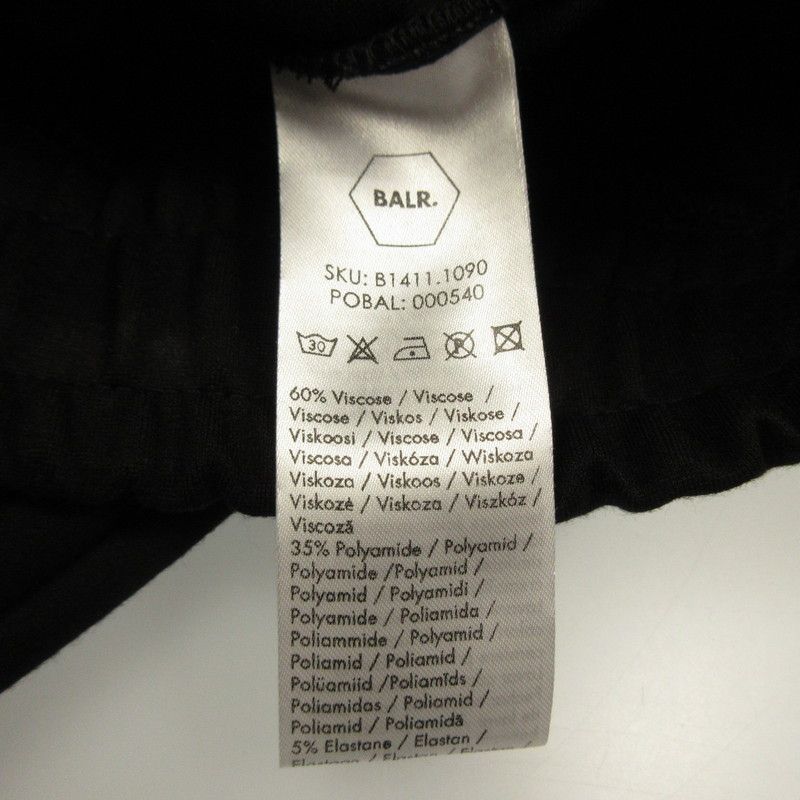 BALR.
SKU: B1411.1090
POBAL: 000540
30
60% Viscose / Viscose /
Viscose / Viskos / Viskose /
Viskoosi / Viscose / Viscosa /
Viscosa / Viskóza / Wiskoza
Viskoza / Viskoos / Viskoze /
Viskozė / Viskoza / Viszkóz /
Viscoză
35% Polyamide / Polyamid /
Polyamide /Polyamid /
Polyamid / Polyamidi /
Polyamide / Poliamida /
Poliammide / Polyamid /
Poliamid / Poliamid /
Polüamiid /Poliamīds /
Poliamidas / Poliamid /
Poliamid / Poliamidă
5% Elastane / Elastan /